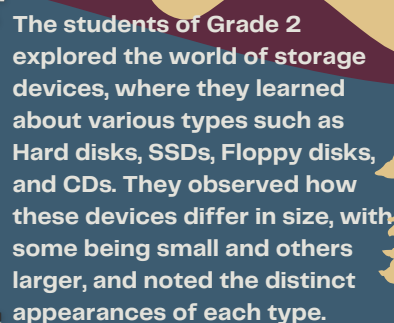 The students of Grade 2
explored the world of storage
devices, where they learned
about various types such as
Hard disks, SSDs, Floppy disks,
and CDs. They observed how
these devices differ in size, with
some being small and others
larger, and noted the distinct
appearances of each type.